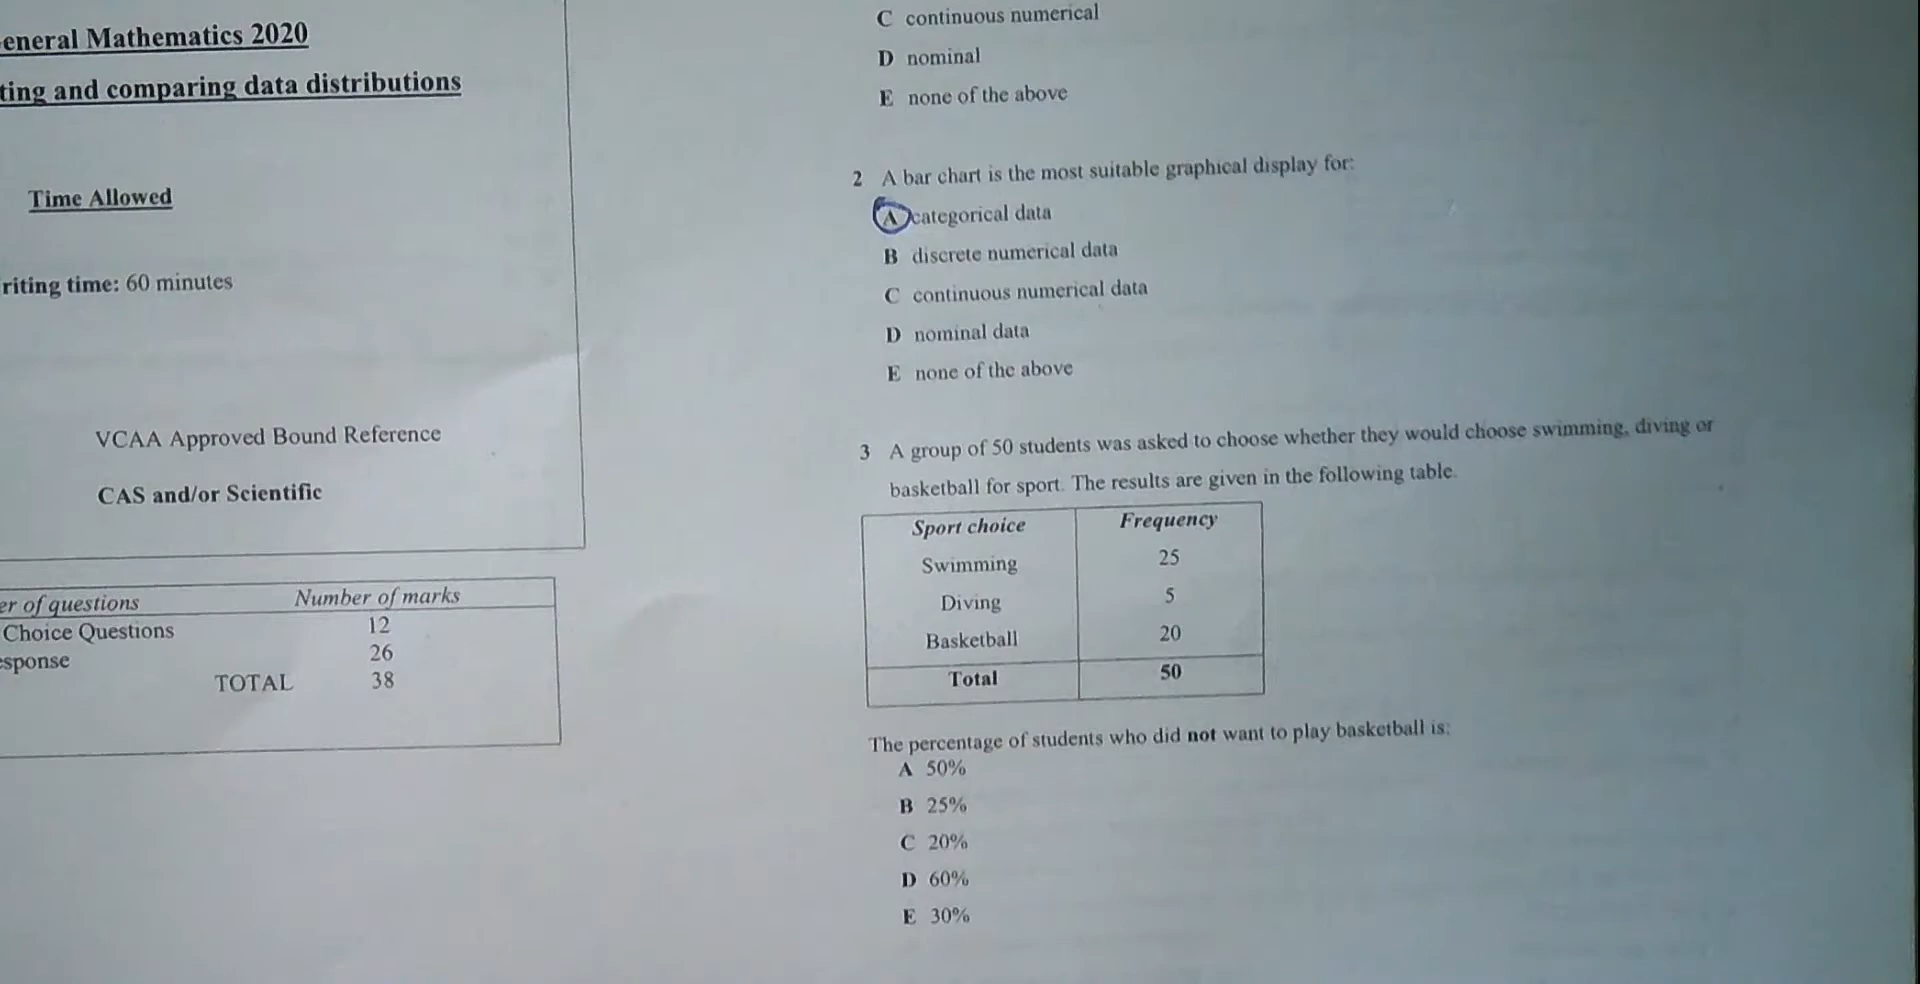 eneral Mathematics 2020
ting and comparing data distributions
Time Allowed
riting time: 60 minutes
VCAA Approved Bound Reference
CAS and/or Scientific
er of questions Number of marks
Choice Questions 12
sponse 26
TOTAL 38
C continuous numerical
D nominal
E none of the above
2 A bar chart is the most suitable graphical display for:
A categorical data
B discrete numerical data
C continuous numerical data
D nominal data
E none of the above
3 A group of 50 students was asked to choose whether they would choose swimming, diving or
basketball for sport. The results are given in the following table.
Sport choice Frequency
Swimming 25
Diving 5
Basketball 20
Total 50
The percentage of students who did not want to play basketball is:
A 50%
B 25%
C 20%
D 60%
E 30%